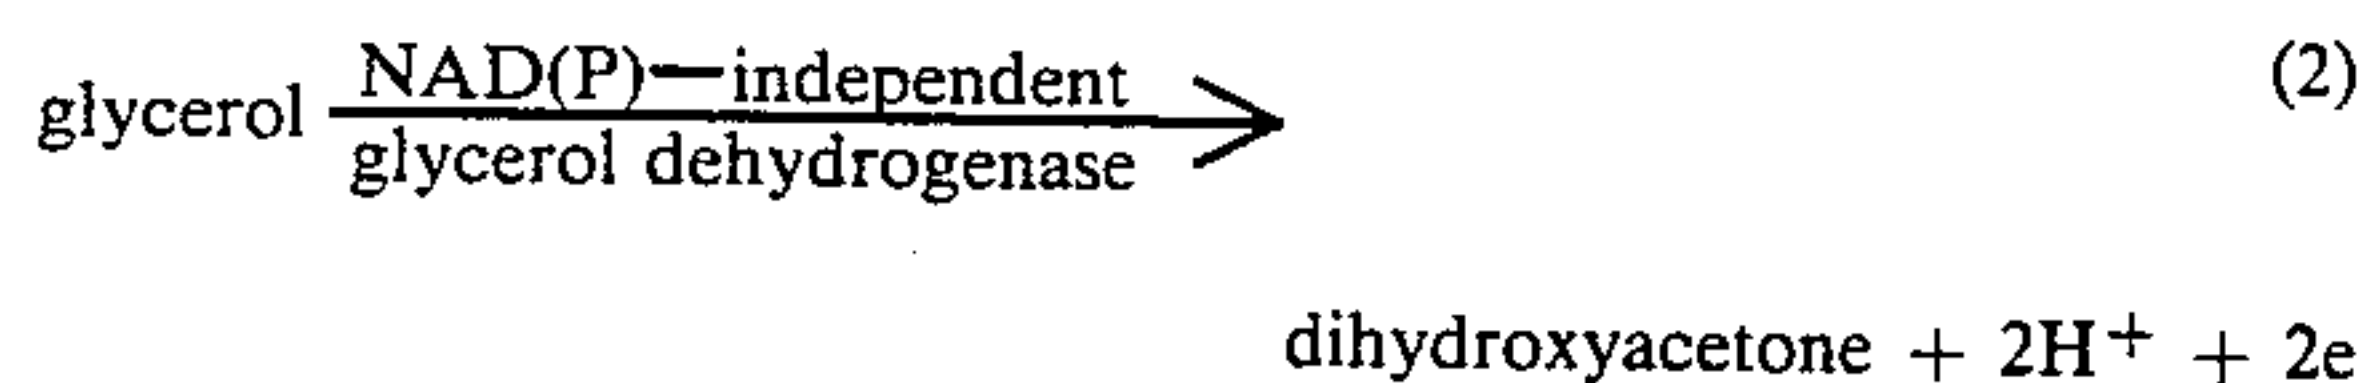 NAD(P)—independent (2)
glycerol
glycerol dehydrogenase
dihydroxyacetone + 2H⁺ + 2e